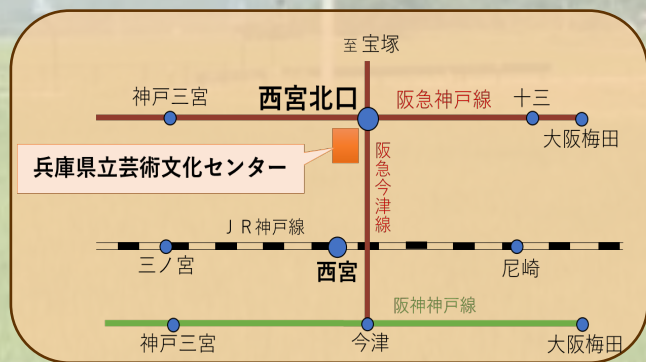 至 宝塚
神戸三宮
西宮北口
阪急神戸線
十三
大阪梅田
兵庫県立芸術文化センター
阪急今津線
ＪＲ神戸線
三ノ宮
西宮
尼崎
阪神神戸線
神戸三宮
今津
大阪梅田